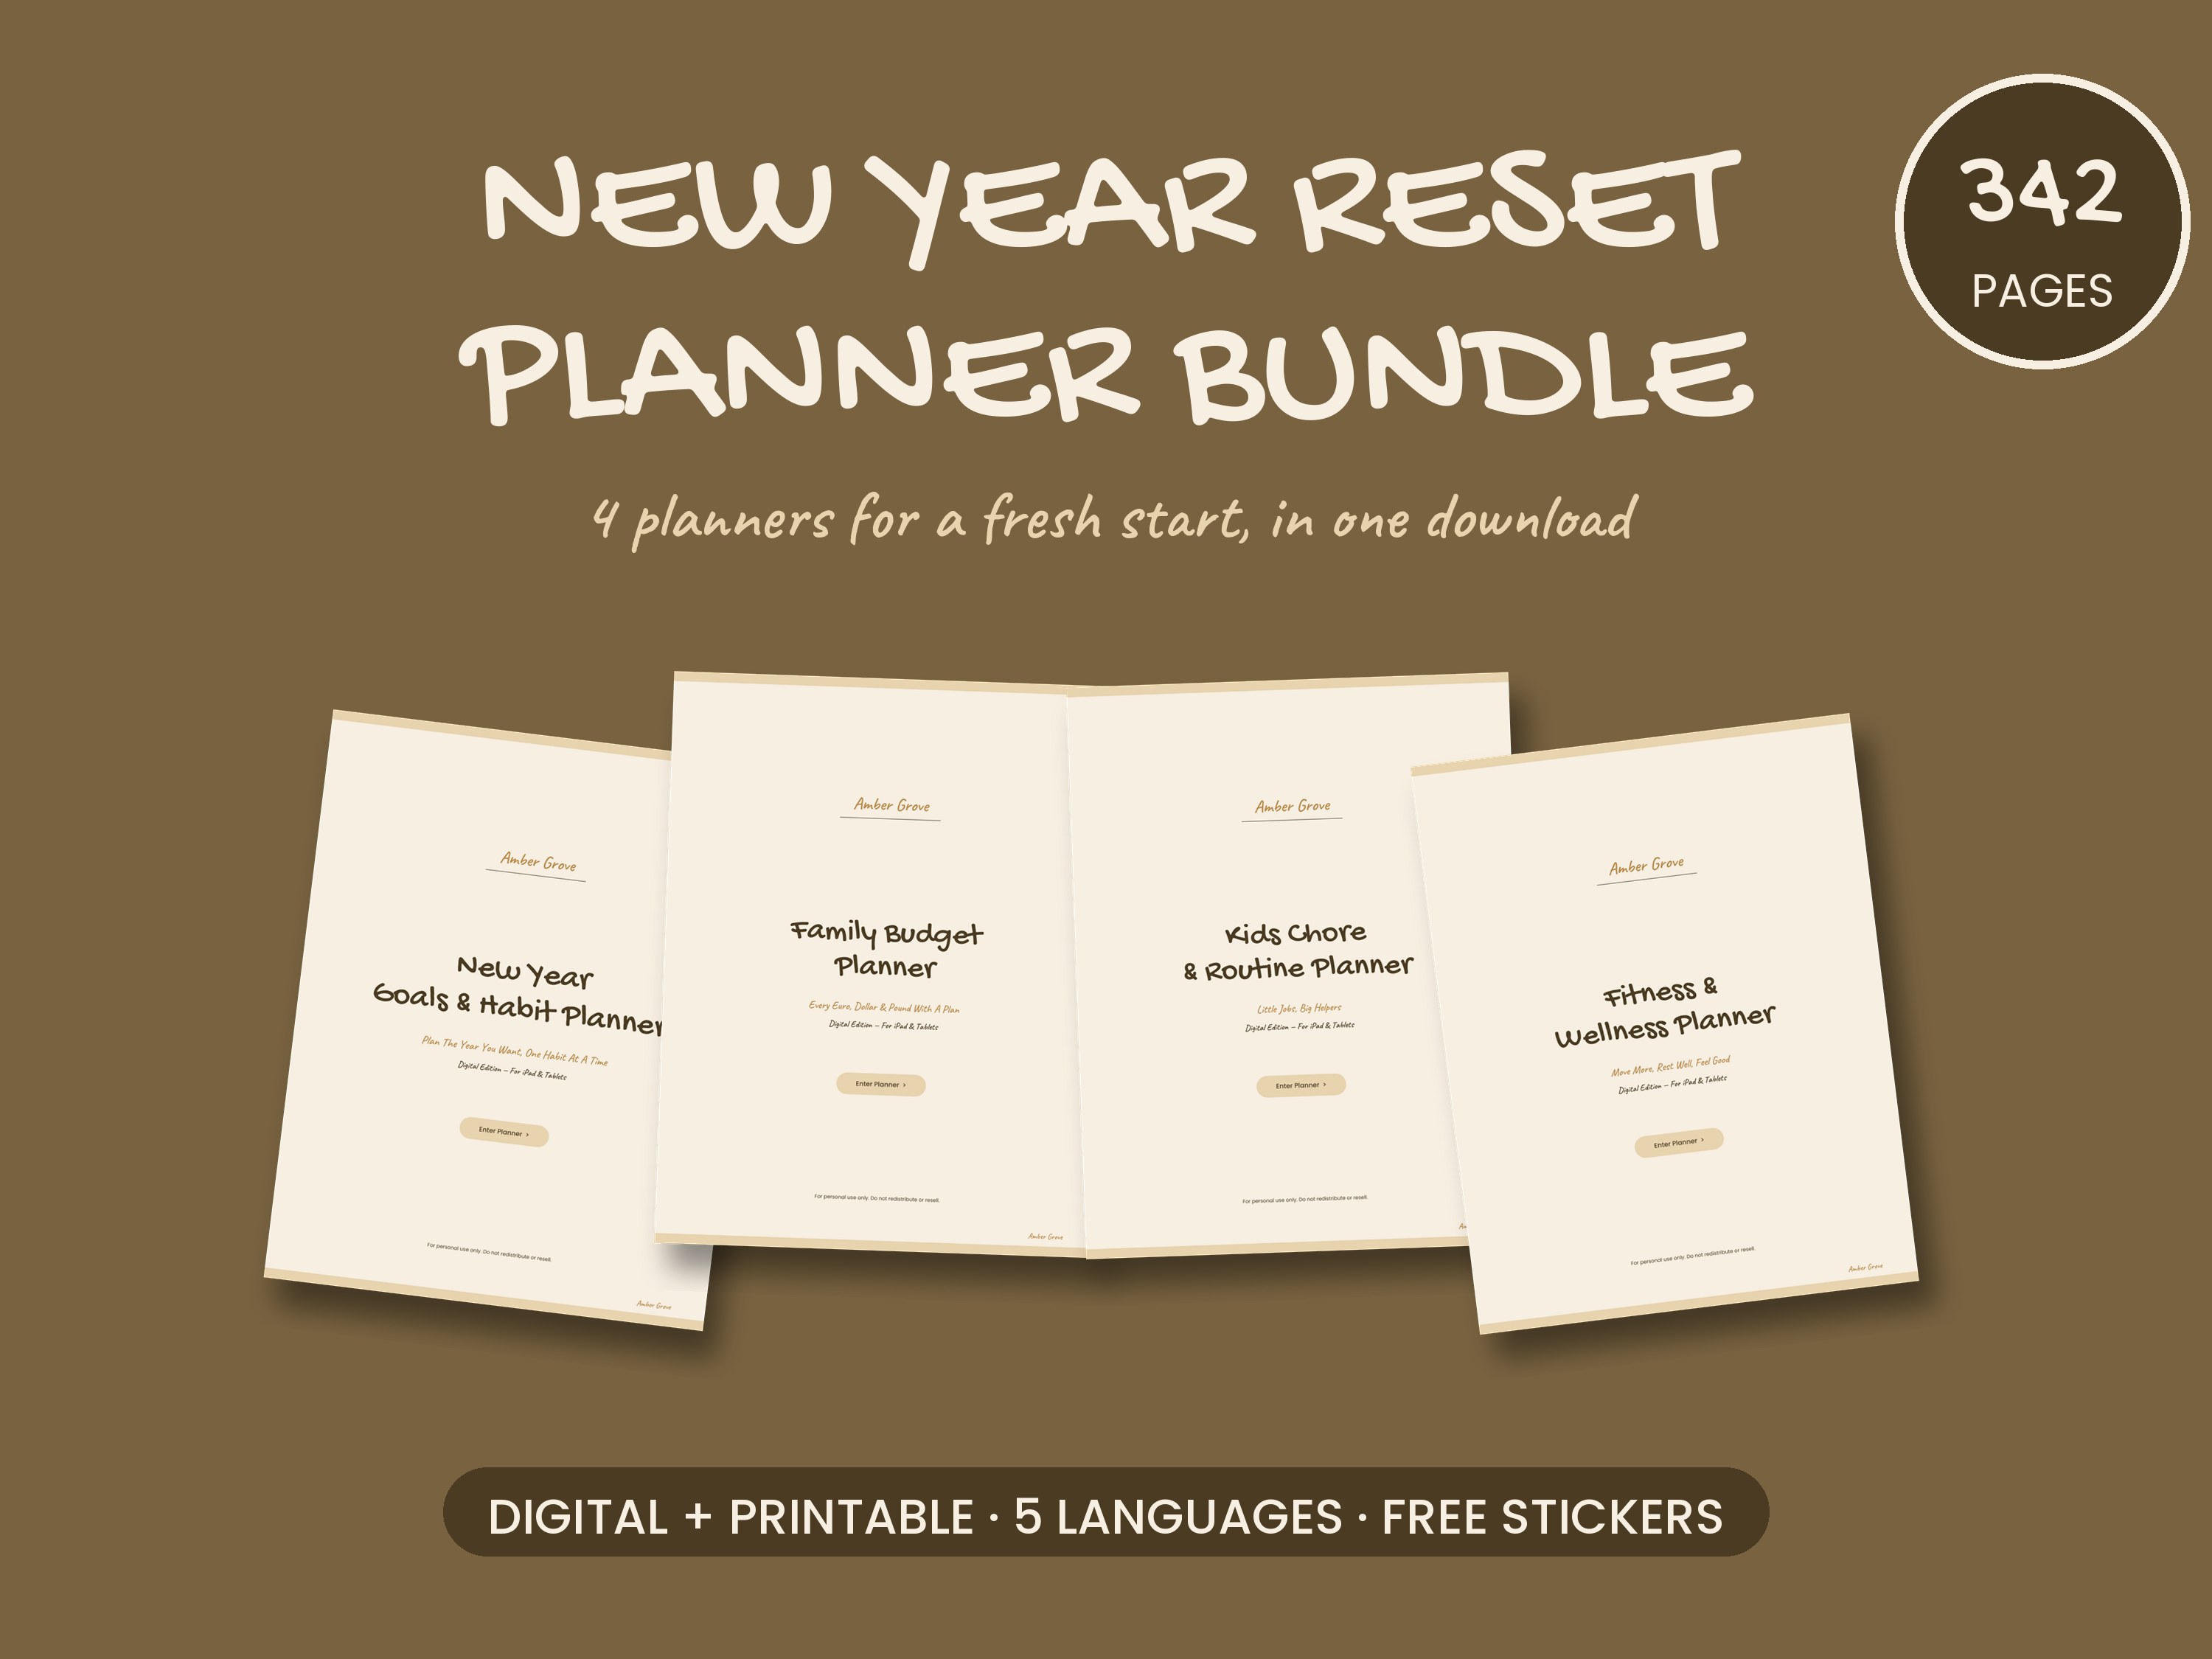 NEW YEAR RESET
PLANNER BUNDLE
342
PAGES
4 planners for a fresh start, in one download
Amber Grove
New Year
Goals & Habit Planner
Plan The Year You Want, One Habit At A Time
Digital Edition – For iPad & Tablets
Enter Planner >
For personal use only. Do not redistribute or resell.
Amber Grove
Amber Grove
Family Budget
Planner
Every Euro, Dollar & Pound With A Plan
Digital Edition – For iPad & Tablets
Enter Planner >
For personal use only. Do not redistribute or resell.
Amber Grove
Amber Grove
Kids Chore
& Routine Planner
Little Jobs, Big Helpers
Digital Edition – For iPad & Tablets
Enter Planner >
For personal use only. Do not redistribute or resell.
Amber Grove
Fitness &
Wellness Planner
Move More, Rest Well, Feel Good
Digital Edition – For iPad & Tablets
Enter Planner >
For personal use only. Do not redistribute or resell.
Amber Grove
DIGITAL + PRINTABLE · 5 LANGUAGES · FREE STICKERS